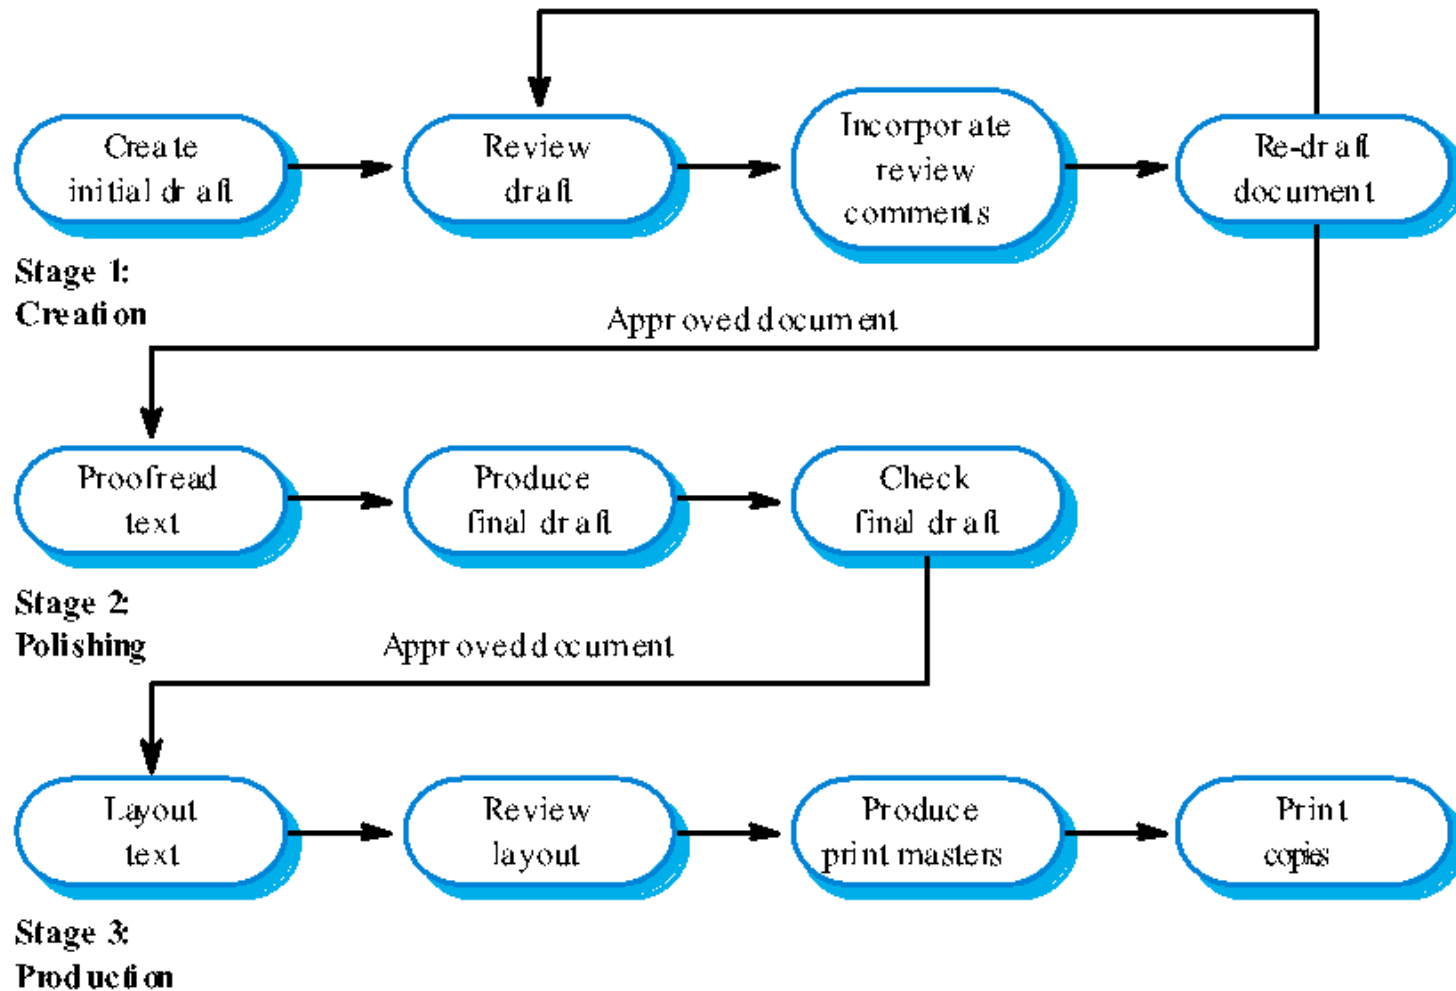 Create
initial draft
Review
draft
Incorporate
review
comments
Re-draft
document
Stage 1:
Creation
Approved document
Proofread
text
Produce
final draft
Check
final draft
Stage 2:
Polishing
Approved document
Layout
text
Review
layout
Produce
print masters
Print
copies
Stage 3:
Production